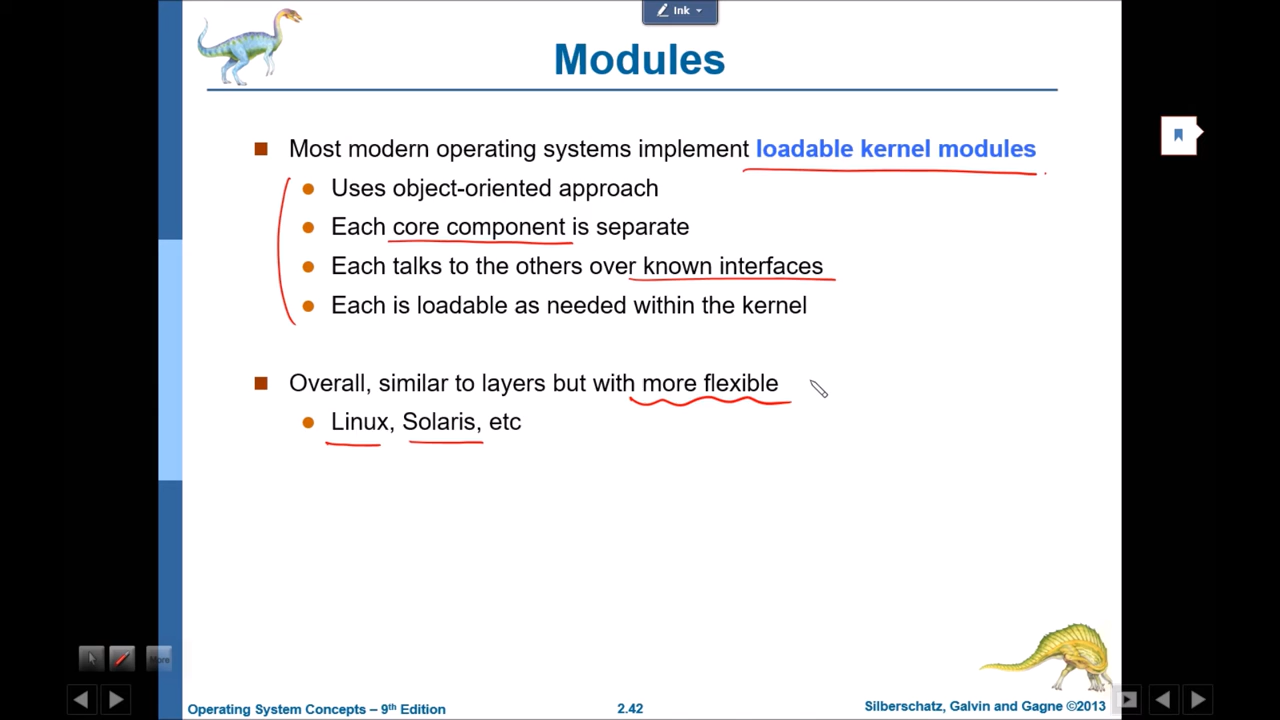 Ink
Modules
Most modern operating systems implement loadable kernel modules
Uses object-oriented approach
Each core component is separate
Each talks to the others over known interfaces
Each is loadable as needed within the kernel
Overall, similar to layers but with more flexible
Linux, Solaris, etc
More
Operating System Concepts – 9th Edition
2.42
Silberschatz, Galvin and Gagne ©2013